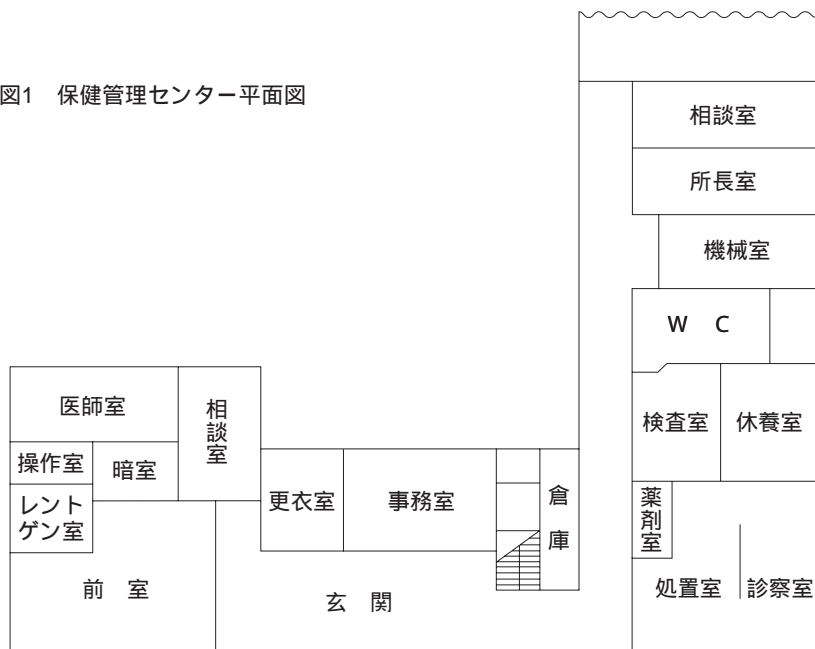 図1 保健管理センター平面図
相談室
所長室
機械室
W C
医師室
相談室
検査室
休養室
操作室
暗室
レント
ゲン室
更衣室
事務室
倉庫
薬剤室
前 室
玄 関
処置室
診察室